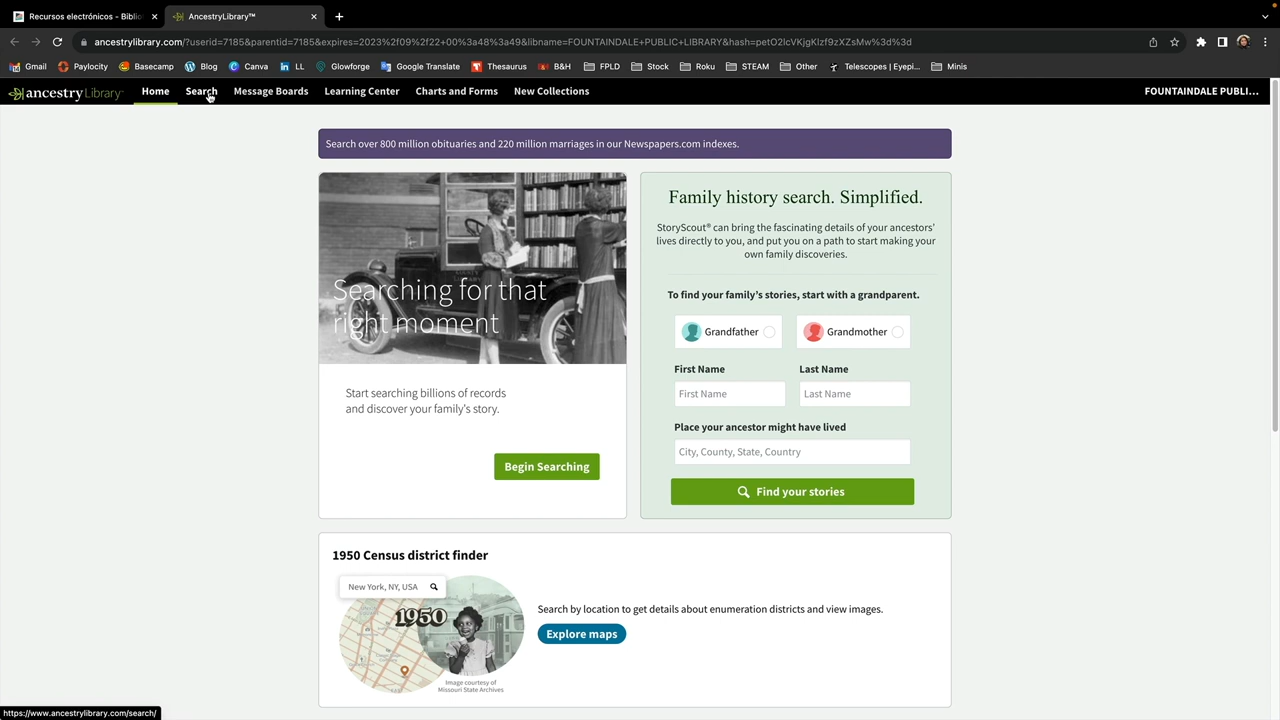 Recursos electrónicos - Bibli
AncestryLibrary™
ancestrylibrary.com/?userid=7185&parentid=7185&expires=2023%2f09%2f22+00%3a48%3a49&libname=FOUNTAINDALE+PUBLIC+LIBRARY&hash=petO2lcVKjgKlzf9zXZsMw%3d%3d
Gmail Paylocity Basecamp Blog Canva LL Glowforge Google Translate Thesaurus B&H FPLD Stock Roku STEAM Other Telescopes | Eyepi... Minis
ancestryLibrary Home Search Message Boards Learning Center Charts and Forms New Collections FOUNTAINDALE PUBLI...
Search over 800 million obituaries and 220 million marriages in our Newspapers.com indexes.
Searching for that
right moment
Start searching billions of records
and discover your family's story.
Begin Searching
Family history search. Simplified.
StoryScout® can bring the fascinating details of your ancestors’
lives directly to you, and put you on a path to start making your
own family discoveries.
To find your family’s stories, start with a grandparent.
Grandfather Grandmother
First Name Last Name
First Name Last Name
Place your ancestor might have lived
City, County, State, Country
Find your stories
1950 Census district finder
New York, NY, USA
1950
Image courtesy of
Missouri State Archives
Search by location to get details about enumeration districts and view images.
Explore maps
https://www.ancestrylibrary.com/search/